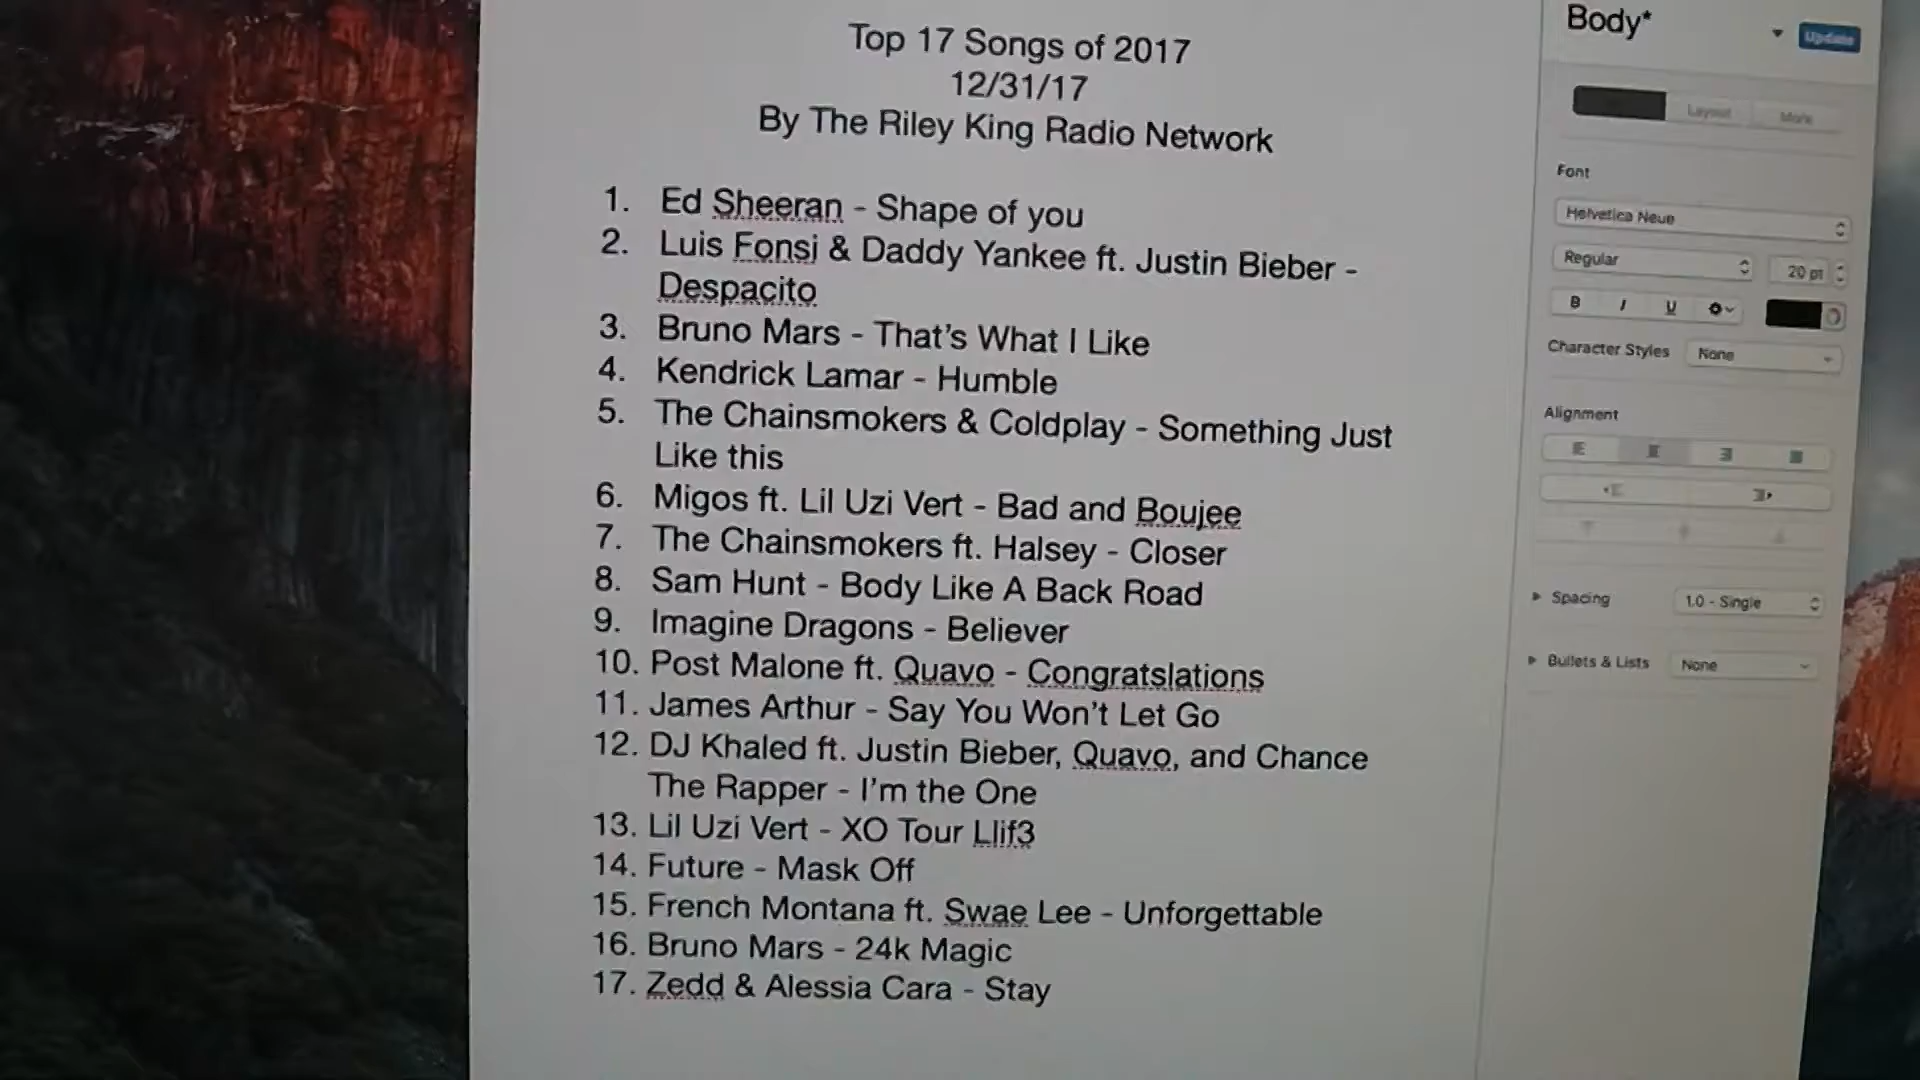 Top 17 Songs of 2017
12/31/17
By The Riley King Radio Network
1. Ed Sheeran - Shape of you
2. Luis Fonsi & Daddy Yankee ft. Justin Bieber -
Despacito
3. Bruno Mars - That's What I Like
4. Kendrick Lamar - Humble
5. The Chainsmokers & Coldplay - Something Just
Like this
6. Migos ft. Lil Uzi Vert - Bad and Boujee
7. The Chainsmokers ft. Halsey - Closer
8. Sam Hunt - Body Like A Back Road
9. Imagine Dragons - Believer
10. Post Malone ft. Quavo - Congratslations
11. James Arthur - Say You Won't Let Go
12. DJ Khaled ft. Justin Bieber, Quavo, and Chance
The Rapper - I'm the One
13. Lil Uzi Vert - XO Tour Llif3
14. Future - Mask Off
15. French Montana ft. Swae Lee - Unforgettable
16. Bruno Mars - 24k Magic
17. Zedd & Alessia Cara - Stay
Body*
Update
Layout More
Font
Helvetica Neue
Regular 20 pt
B I U
Character Styles None
Alignment
Spacing 1.0 - Single
Bullets & Lists None